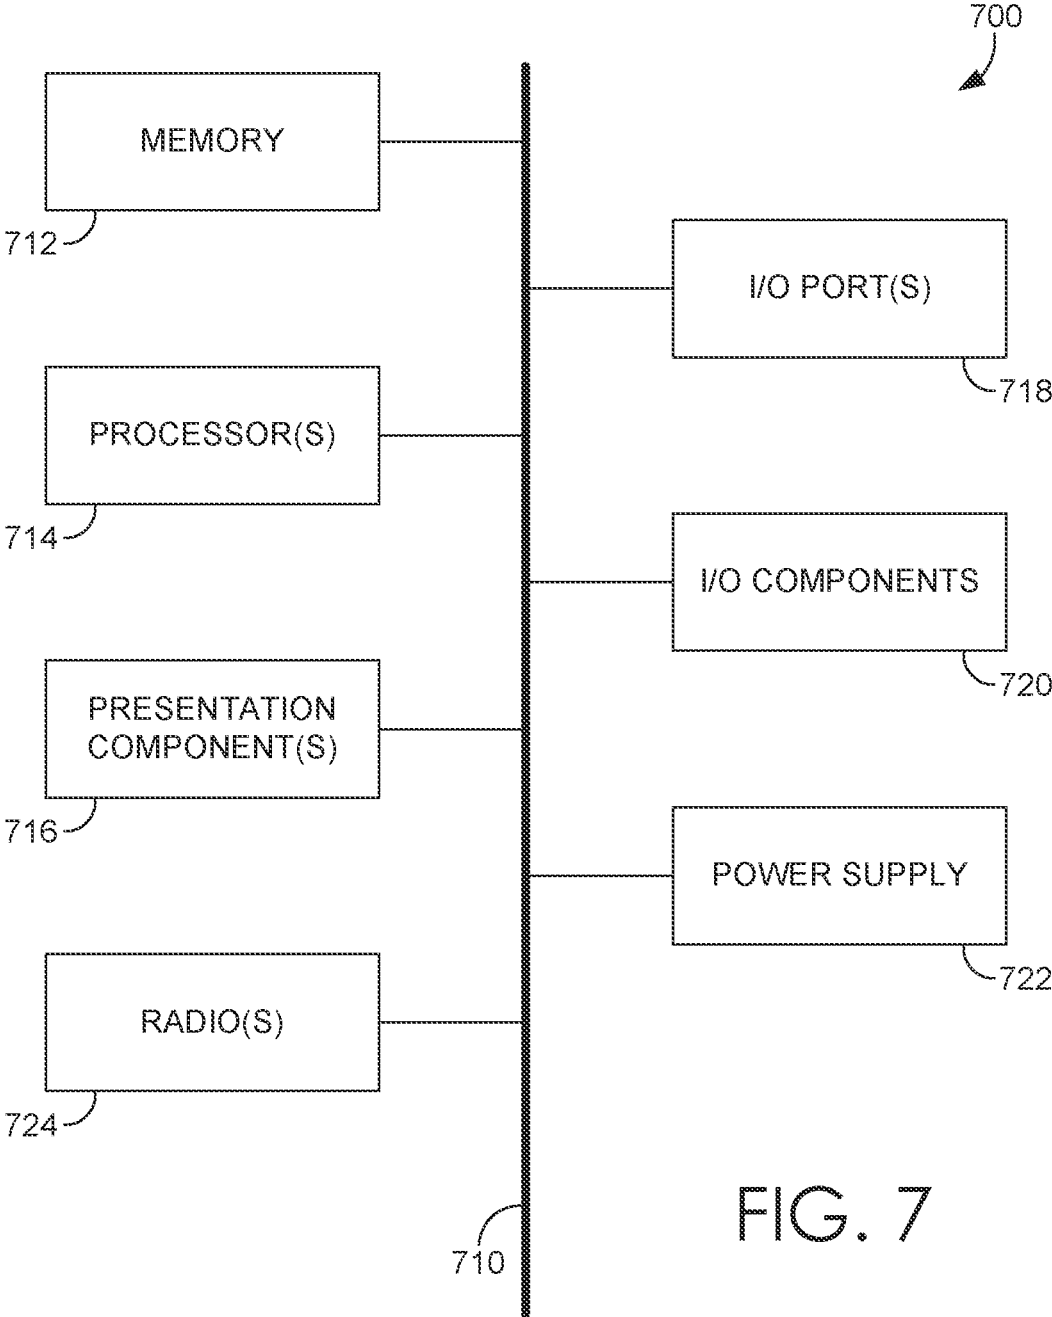 700
MEMORY
712
I/O PORT(S)
718
PROCESSOR(S)
714
I/O COMPONENTS
720
PRESENTATION
COMPONENT(S)
716
POWER SUPPLY
722
RADIO(S)
724
710
FIG. 7